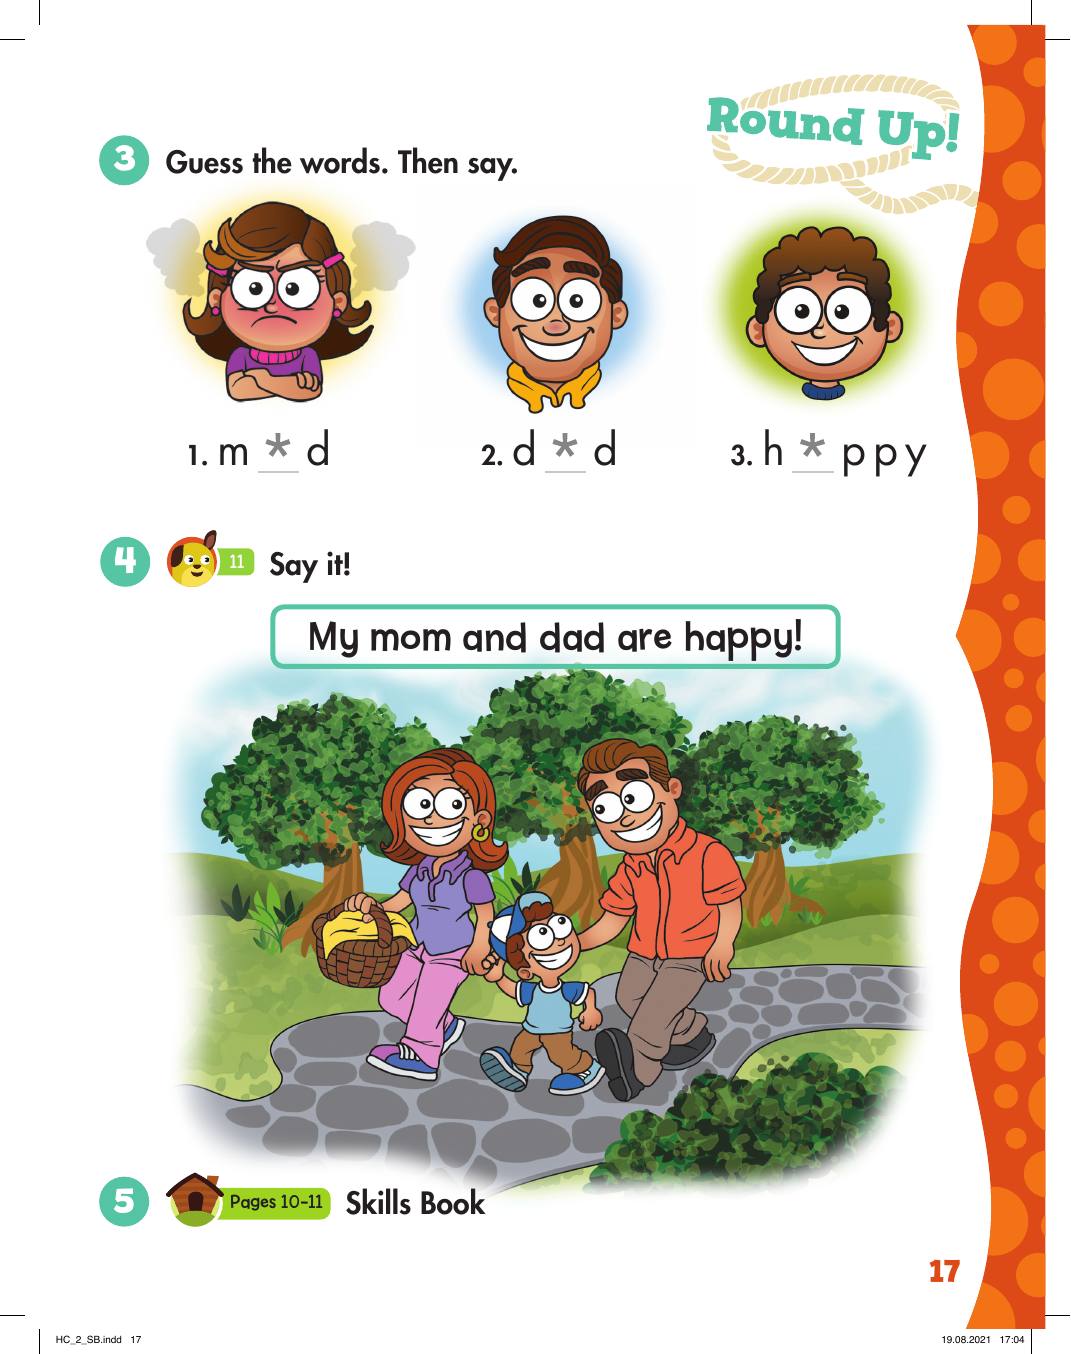 Round Up!
3 Guess the words. Then say.
1. m * d 2. d * d 3. h * p p y
4 11 Say it!
My mom and dad are happy!
5 Pages 10-11 Skills Book
17
HC_2_SB.indd 17 19.08.2021 17:04